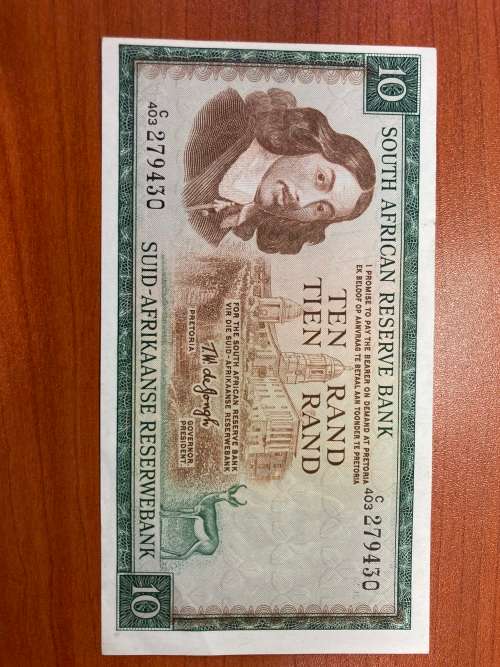 10
SOUTH AFRICAN RESERVE BANK
I PROMISE TO PAY THE BEARER ON DEMAND AT PRETORIA
EK BELOOF OP AANVRAAG TE BETAAL AAN TOONDER TE PRETORIA
C
403 279430
TEN RAND
TIEN RAND
FOR THE SOUTH AFRICAN RESERVE BANK
VIR DIE SUID-AFRIKAANSE RESERWEBANK
T.W. de Jongh
PRETORIA
GOVERNOR
PRESIDENT
C
403 279430
SUID-AFRIKAANSE RESERWEBANK
10